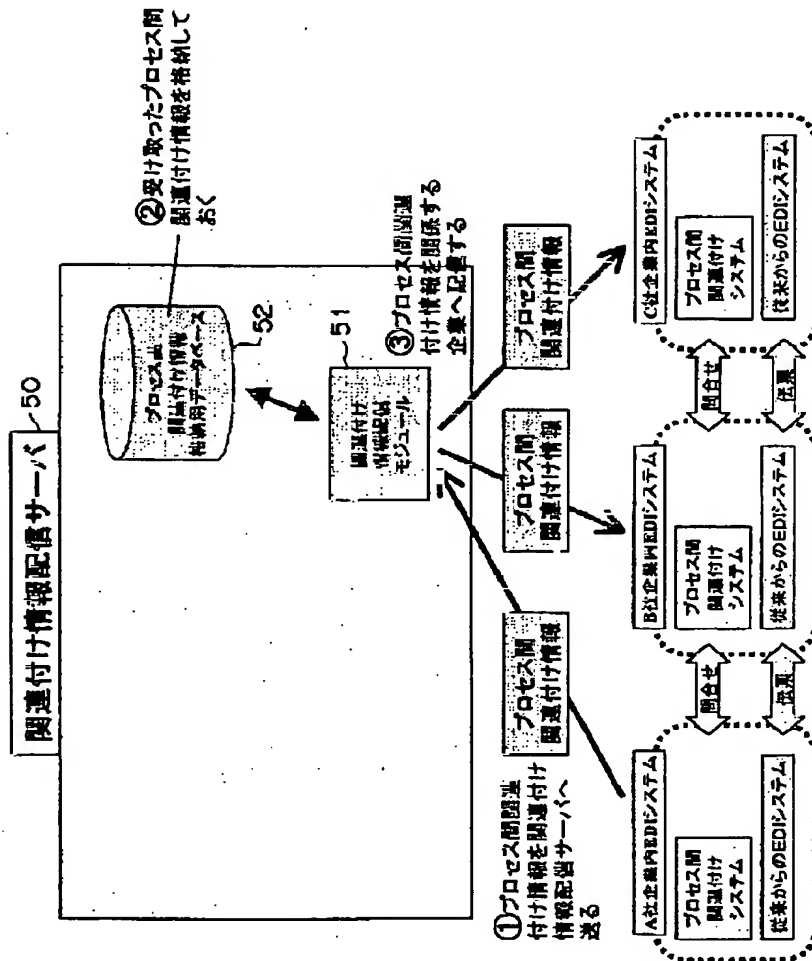 関連付け情報配信サーバ
50
②受け取ったプロセス間
関連付け情報を格納して
おく
プロセス間
関連付け情報
格納用データベース
52
51
関連付け
情報配信
モジュール
③プロセス間関連
付け情報を関係する
企業へ配信する
①プロセス間関連
付け情報を関連付け
情報配信サーバへ
送る
プロセス間
関連付け情報
プロセス間
関連付け情報
プロセス間
関連付け情報
A社企業内EDIシステム
プロセス間
関連付け
システム
従来からのEDIシステム
問合せ
伝票
B社企業内EDIシステム
プロセス間
関連付け
システム
従来からのEDIシステム
問合せ
伝票
C社企業内EDIシステム
プロセス間
関連付け
システム
従来からのEDIシステム